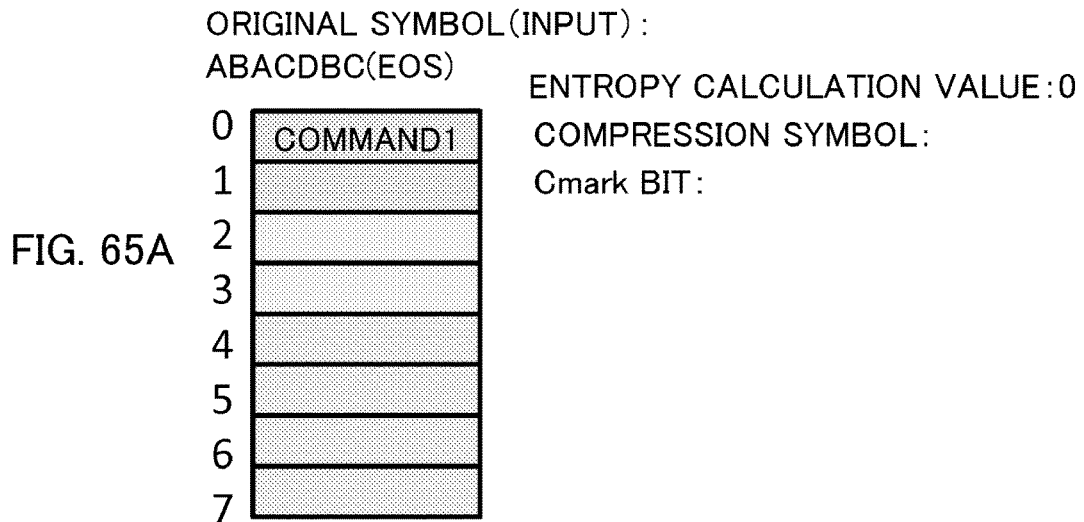 ORIGINAL SYMBOL(INPUT):
ABACDBC(EOS)
ENTROPY CALCULATION VALUE:0
COMPRESSION SYMBOL:
Cmark BIT:
FIG. 65A
0 COMMAND1
1
2
3
4
5
6
7